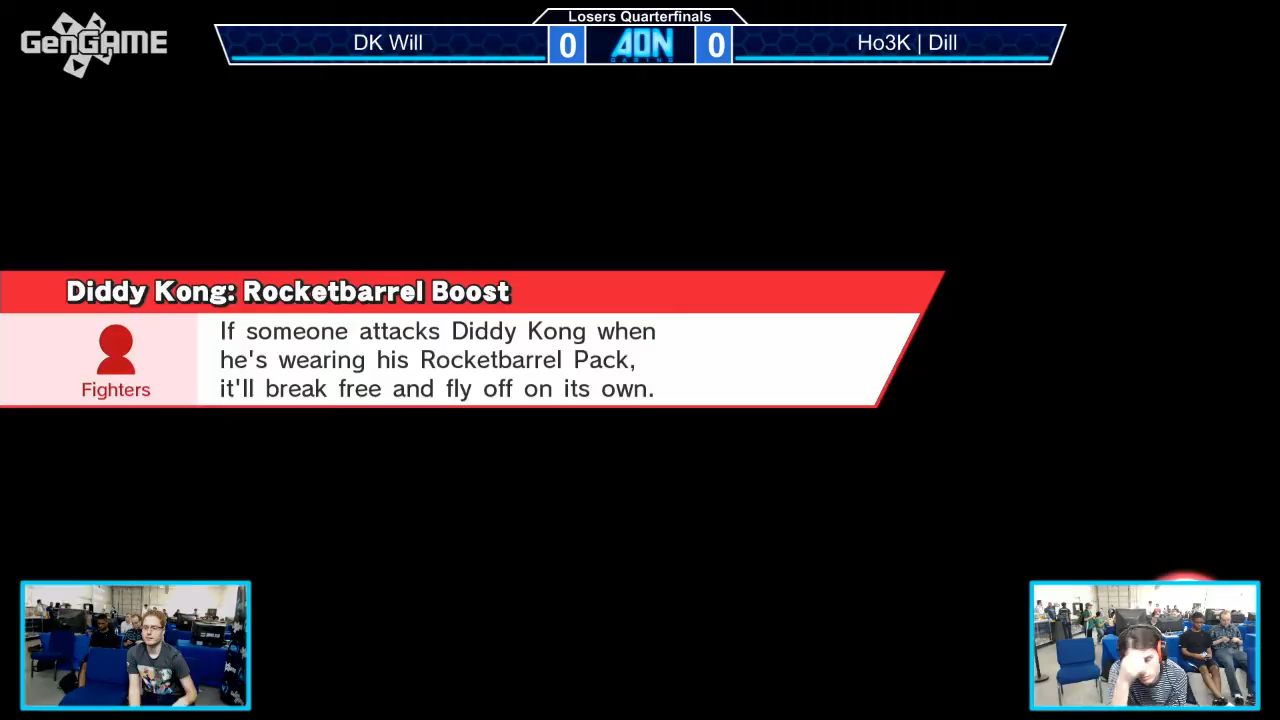 Losers Quarterfinals
GenGAME
DK Will
0
AON
GAMING
0
Ho3K | Dill
Diddy Kong: Rocketbarrel Boost
If someone attacks Diddy Kong when
he's wearing his Rocketbarrel Pack,
it'll break free and fly off on its own.
Fighters